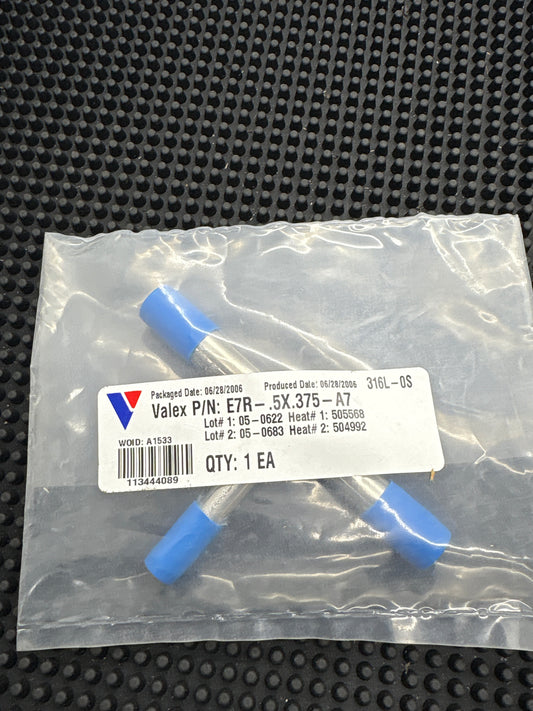 Packaged Date: 06/28/2006 Produced Date: 06/28/2006 316L-OS
Valex P/N: E7R-.5X.375-A7
Lot# 1: 05-0622 Heat# 1: 505568
Lot# 2: 05-0683 Heat# 2: 504992
WOID: A1533
113444089
QTY: 1 EA